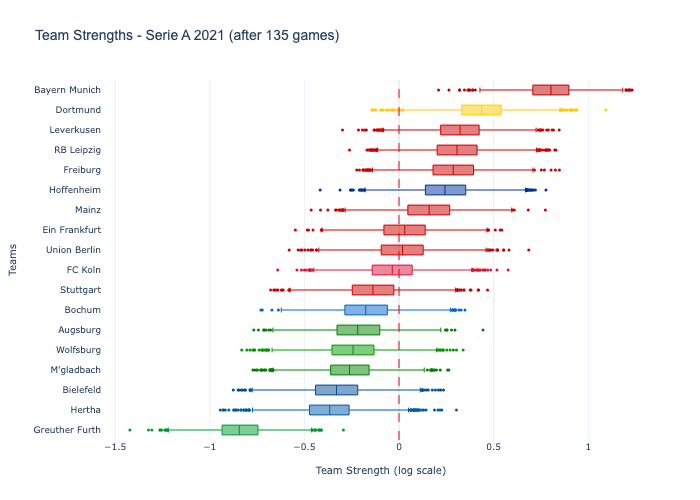 Team Strengths - Serie A 2021 (after 135 games)
Bayern Munich
Dortmund
Leverkusen
RB Leipzig
Freiburg
Hoffenheim
Mainz
Ein Frankfurt
Union Berlin
FC Koln
Stuttgart
Bochum
Augsburg
Wolfsburg
M'gladbach
Bielefeld
Hertha
Greuther Furth
Teams
−1.5 −1 −0.5 0 0.5 1
Team Strength (log scale)